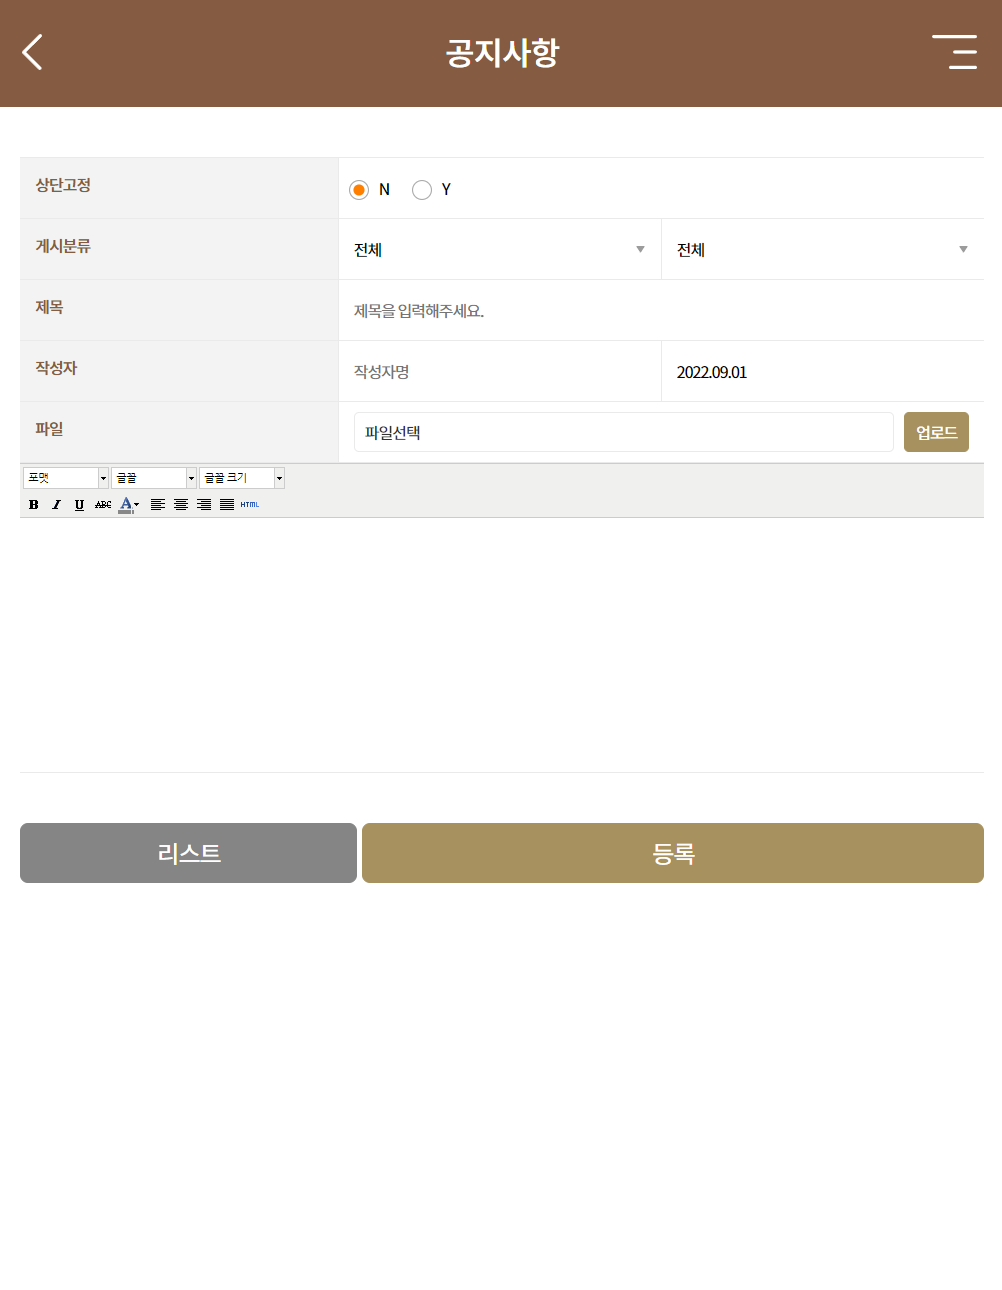 공지사항
상단고정 N Y
게시분류 전체 전체
제목 제목을 입력해주세요.
작성자 작성자명 2022.09.01
파일 파일선택 업로드
포맷 글꼴 글꼴 크기
B I U ABC A HTML
리스트 등록